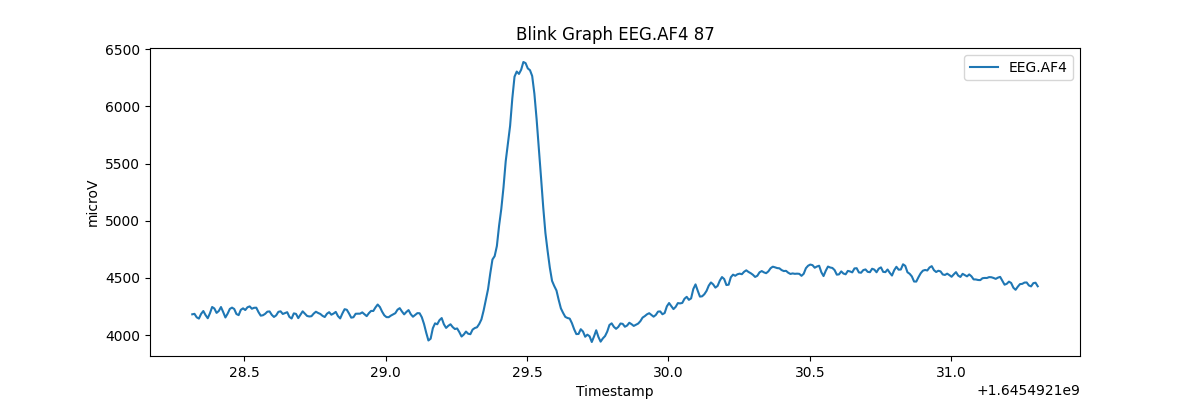 Blink Graph EEG.AF4 87
EEG.AF4
microV
6500
6000
5500
5000
4500
4000
28.5 29.0 29.5 30.0 30.5 31.0
Timestamp
+1.6454921e9